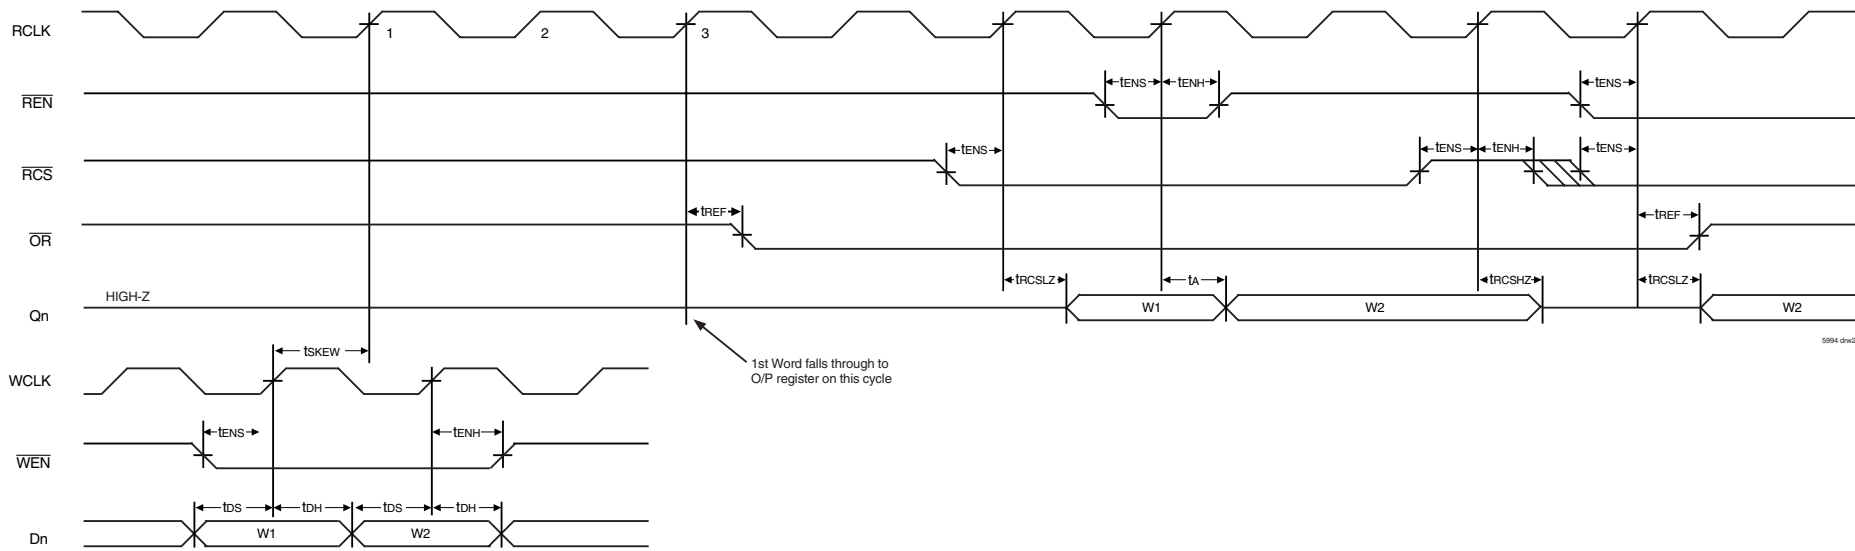 RCLK 1 2 3
REN tENS tENH tENS
RCS tENS tENS tENH tENS
OR tREF tREF
Qn HIGH-Z tRCSLZ W1 tA W2 tRCSHZ tRCSLZ W2
1st Word falls through to
O/P register on this cycle
WCLK tSKEW
WEN tENS tENH
Dn tDS tDH tDS tDH W1 W2